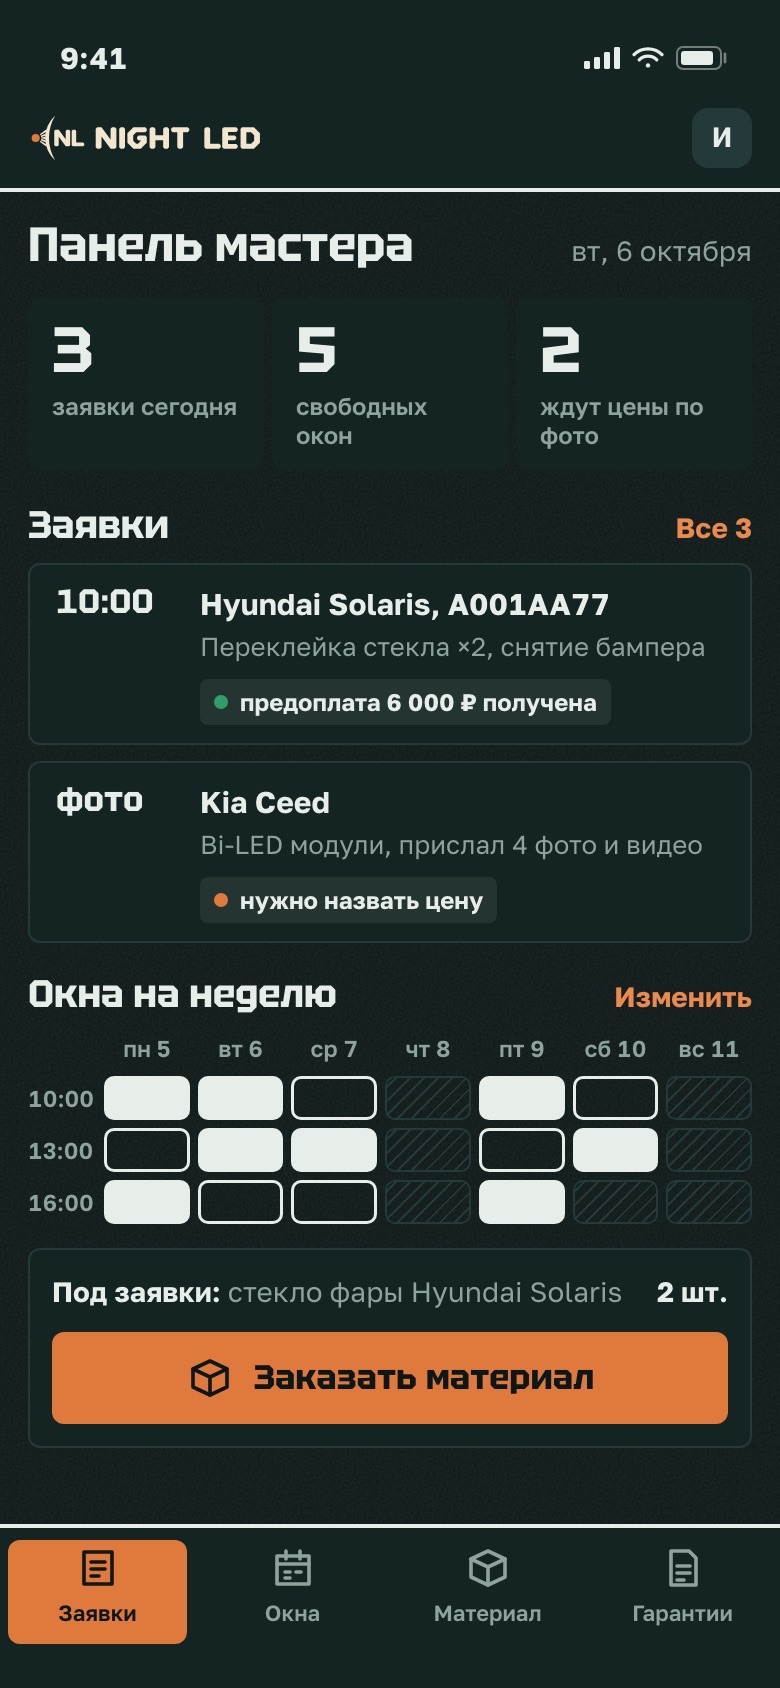 9:41
NL NIGHT LED
И
Панель мастера
вт, 6 октября
3
заявки сегодня
5
свободных
окон
2
ждут цены по
фото
Заявки
Все 3
10:00
Hyundai Solaris, А001АА77
Переклейка стекла ×2, снятие бампера
предоплата 6 000 ₽ получена
фото
Kia Ceed
Bi-LED модули, прислал 4 фото и видео
нужно назвать цену
Окна на неделю
Изменить
пн 5 вт 6 ср 7 чт 8 пт 9 сб 10 вс 11
10:00
13:00
16:00
Под заявки: стекло фары Hyundai Solaris 2 шт.
Заказать материал
Заявки Окна Материал Гарантии